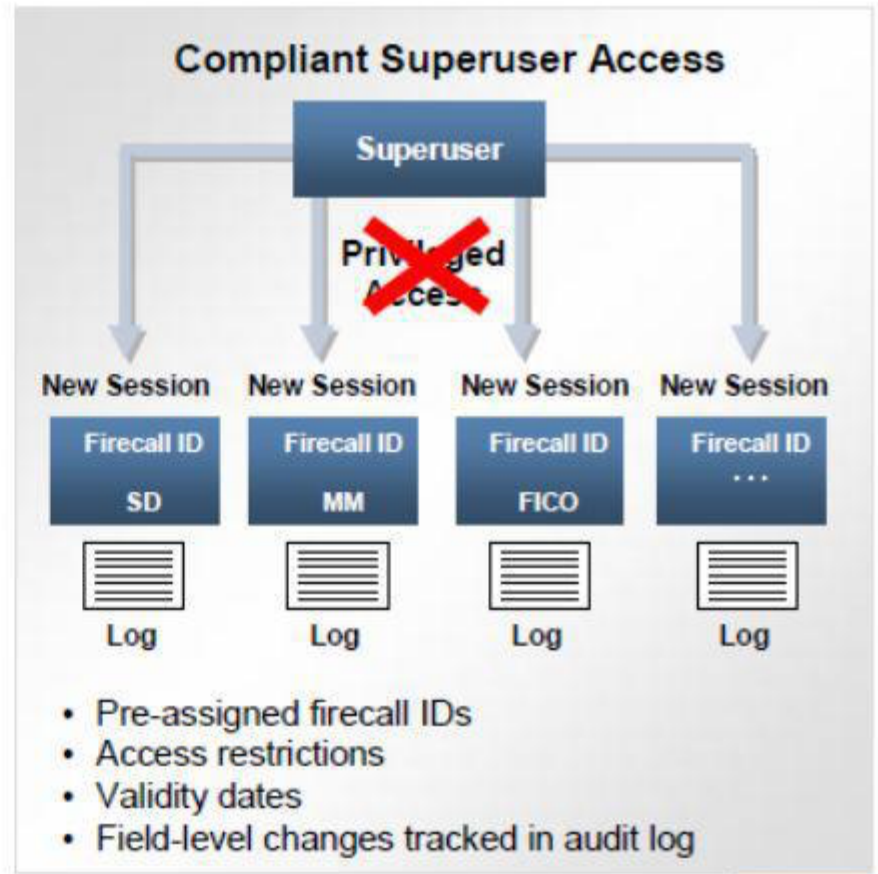 Compliant Superuser Access
Superuser
Privileged
Access
New Session New Session New Session New Session
Firecall ID Firecall ID Firecall ID Firecall ID
SD MM FICO ...
Log Log Log Log
• Pre-assigned firecall IDs
• Access restrictions
• Validity dates
• Field-level changes tracked in audit log